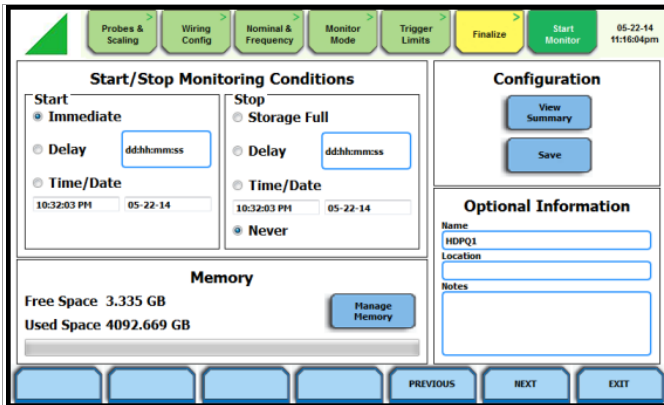 Probes & Scaling
Wiring Config
Nominal & Frequency
Monitor Mode
Trigger Limits
Finalize
Start Monitor
05-22-14
11:16:04pm
Start/Stop Monitoring Conditions
Start
Immediate
Delay
dd:hh:mm:ss
Time/Date
10:32:03 PM
05-22-14
Stop
Storage Full
Delay
dd:hh:mm:ss
Time/Date
10:32:03 PM
05-22-14
Never
Memory
Free Space 3.335 GB
Used Space 4092.669 GB
Manage Memory
Configuration
View Summary
Save
Optional Information
Name
HDPQ1
Location
Notes
PREVIOUS
NEXT
EXIT